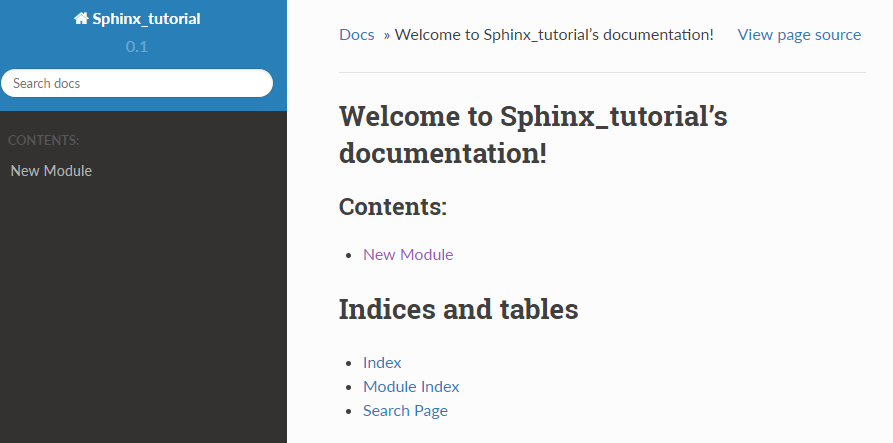 Sphinx_tutorial
0.1
Search docs
CONTENTS:
New Module
Docs » Welcome to Sphinx_tutorial’s documentation! View page source
Welcome to Sphinx_tutorial’s
documentation!
Contents:
• New Module
Indices and tables
• Index
• Module Index
• Search Page